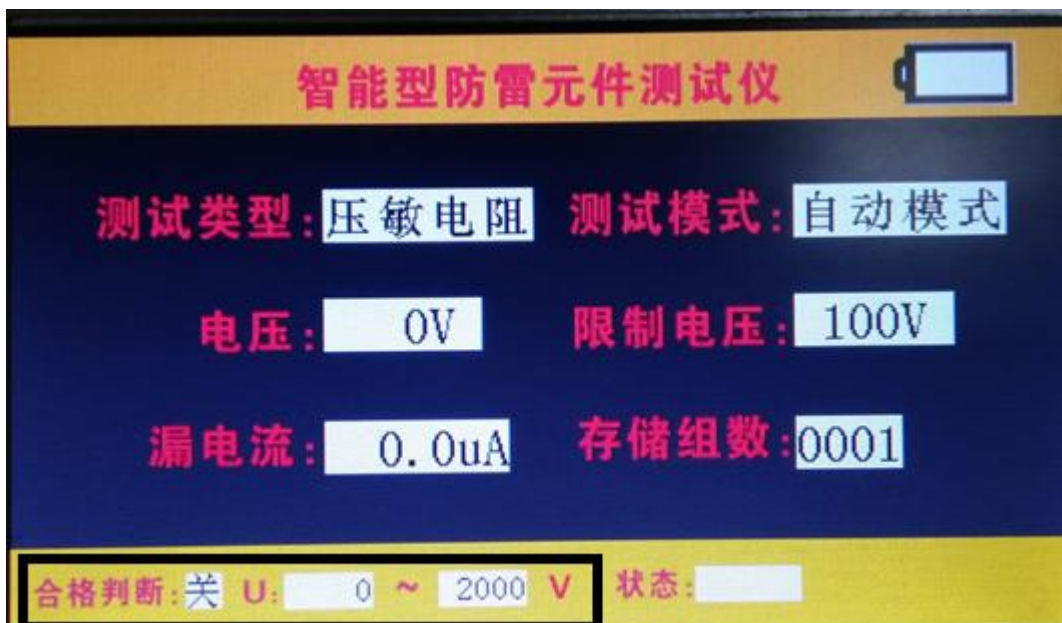 智能型防雷元件测试仪
测试类型:压敏电阻 测试模式:自动模式
电压: 0V 限制电压: 100V
漏电流: 0.0uA 存储组数:0001
合格判断:关 U: 0 ~ 2000 V 状态: